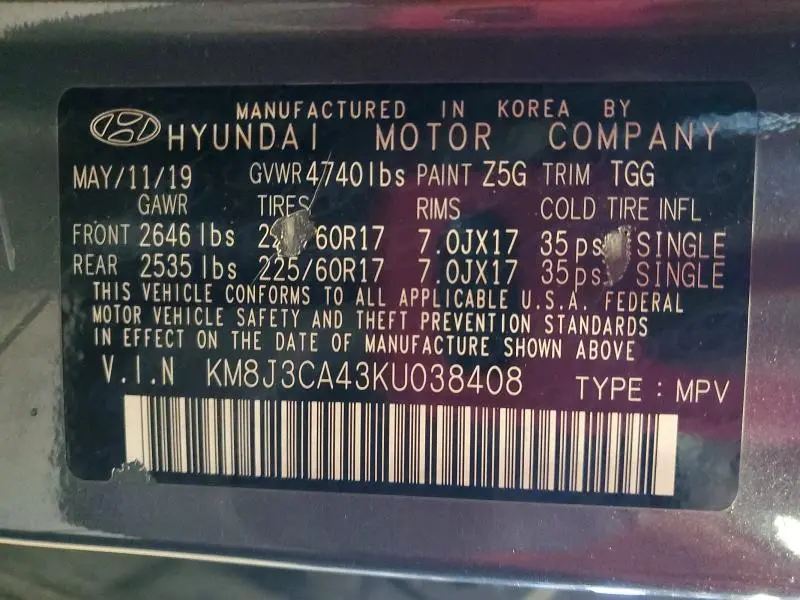 MANUFACTURED IN KOREA BY
HYUNDAI MOTOR COMPANY
MAY/11/19 GVWR 4740lbs PAINT Z5G TRIM TGG
GAWR TIRES RIMS COLD TIRE INFL
FRONT 2646 lbs /60R17 7.0JX17 35 ps SINGLE
REAR 2535 lbs 225/60R17 7.0JX17 35 ps SINGLE
THIS VEHICLE CONFORMS TO ALL APPLICABLE U.S.A. FEDERAL
MOTOR VEHICLE SAFETY AND THEFT PREVENTION STANDARDS
IN EFFECT ON THE DATE OF MANUFACTURE SHOWN ABOVE
V.I.N KM8J3CA43KU038408 TYPE : MPV